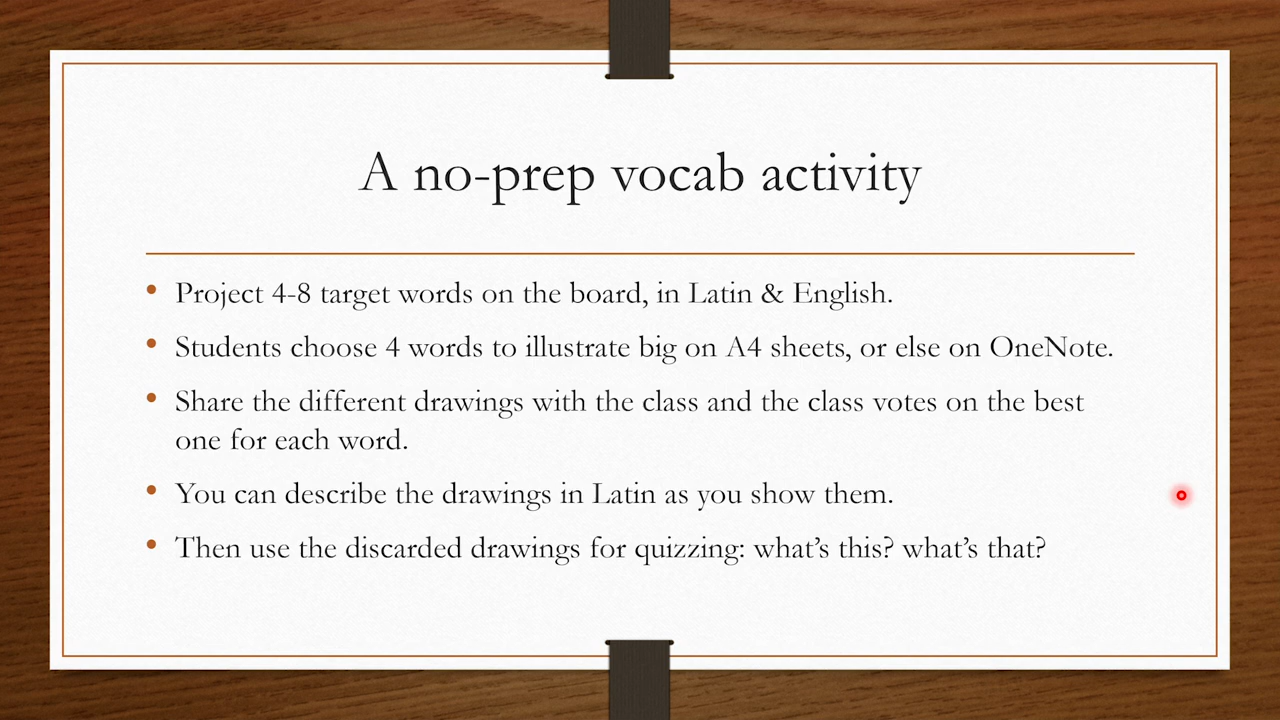 A no-prep vocab activity
• Project 4-8 target words on the board, in Latin & English.
• Students choose 4 words to illustrate big on A4 sheets, or else on OneNote.
• Share the different drawings with the class and the class votes on the best
one for each word.
• You can describe the drawings in Latin as you show them.
• Then use the discarded drawings for quizzing: what’s this? what’s that?